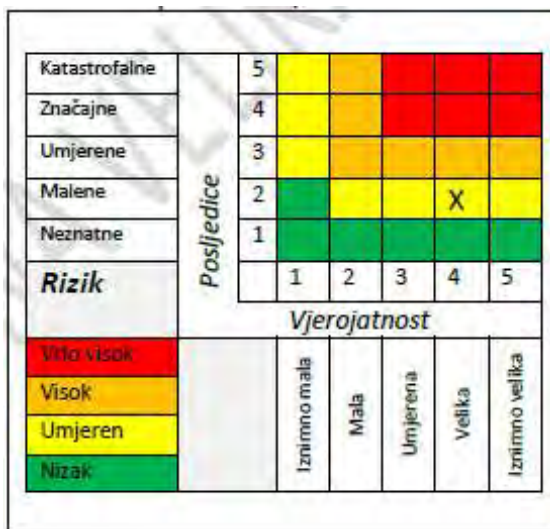 Katastrofalne 5
Značajne 4
Umjerene 3
Malene 2 X
Neznatne 1
Posljedice
Rizik 1 2 3 4 5
Vjerojatnost
Vrlo visok
Visok
Umjeren
Nizak
Iznimno mala
Mala
Umjerena
Velika
Iznimno velika